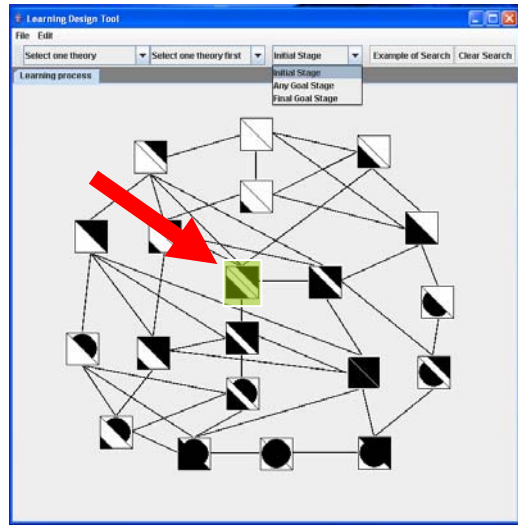 Learning Design Tool
File Edit
Select one theory Select one theory first Initial Stage Example of Search Clear Search
Learning process
Initial Stage
Any Goal Stage
Final Goal Stage